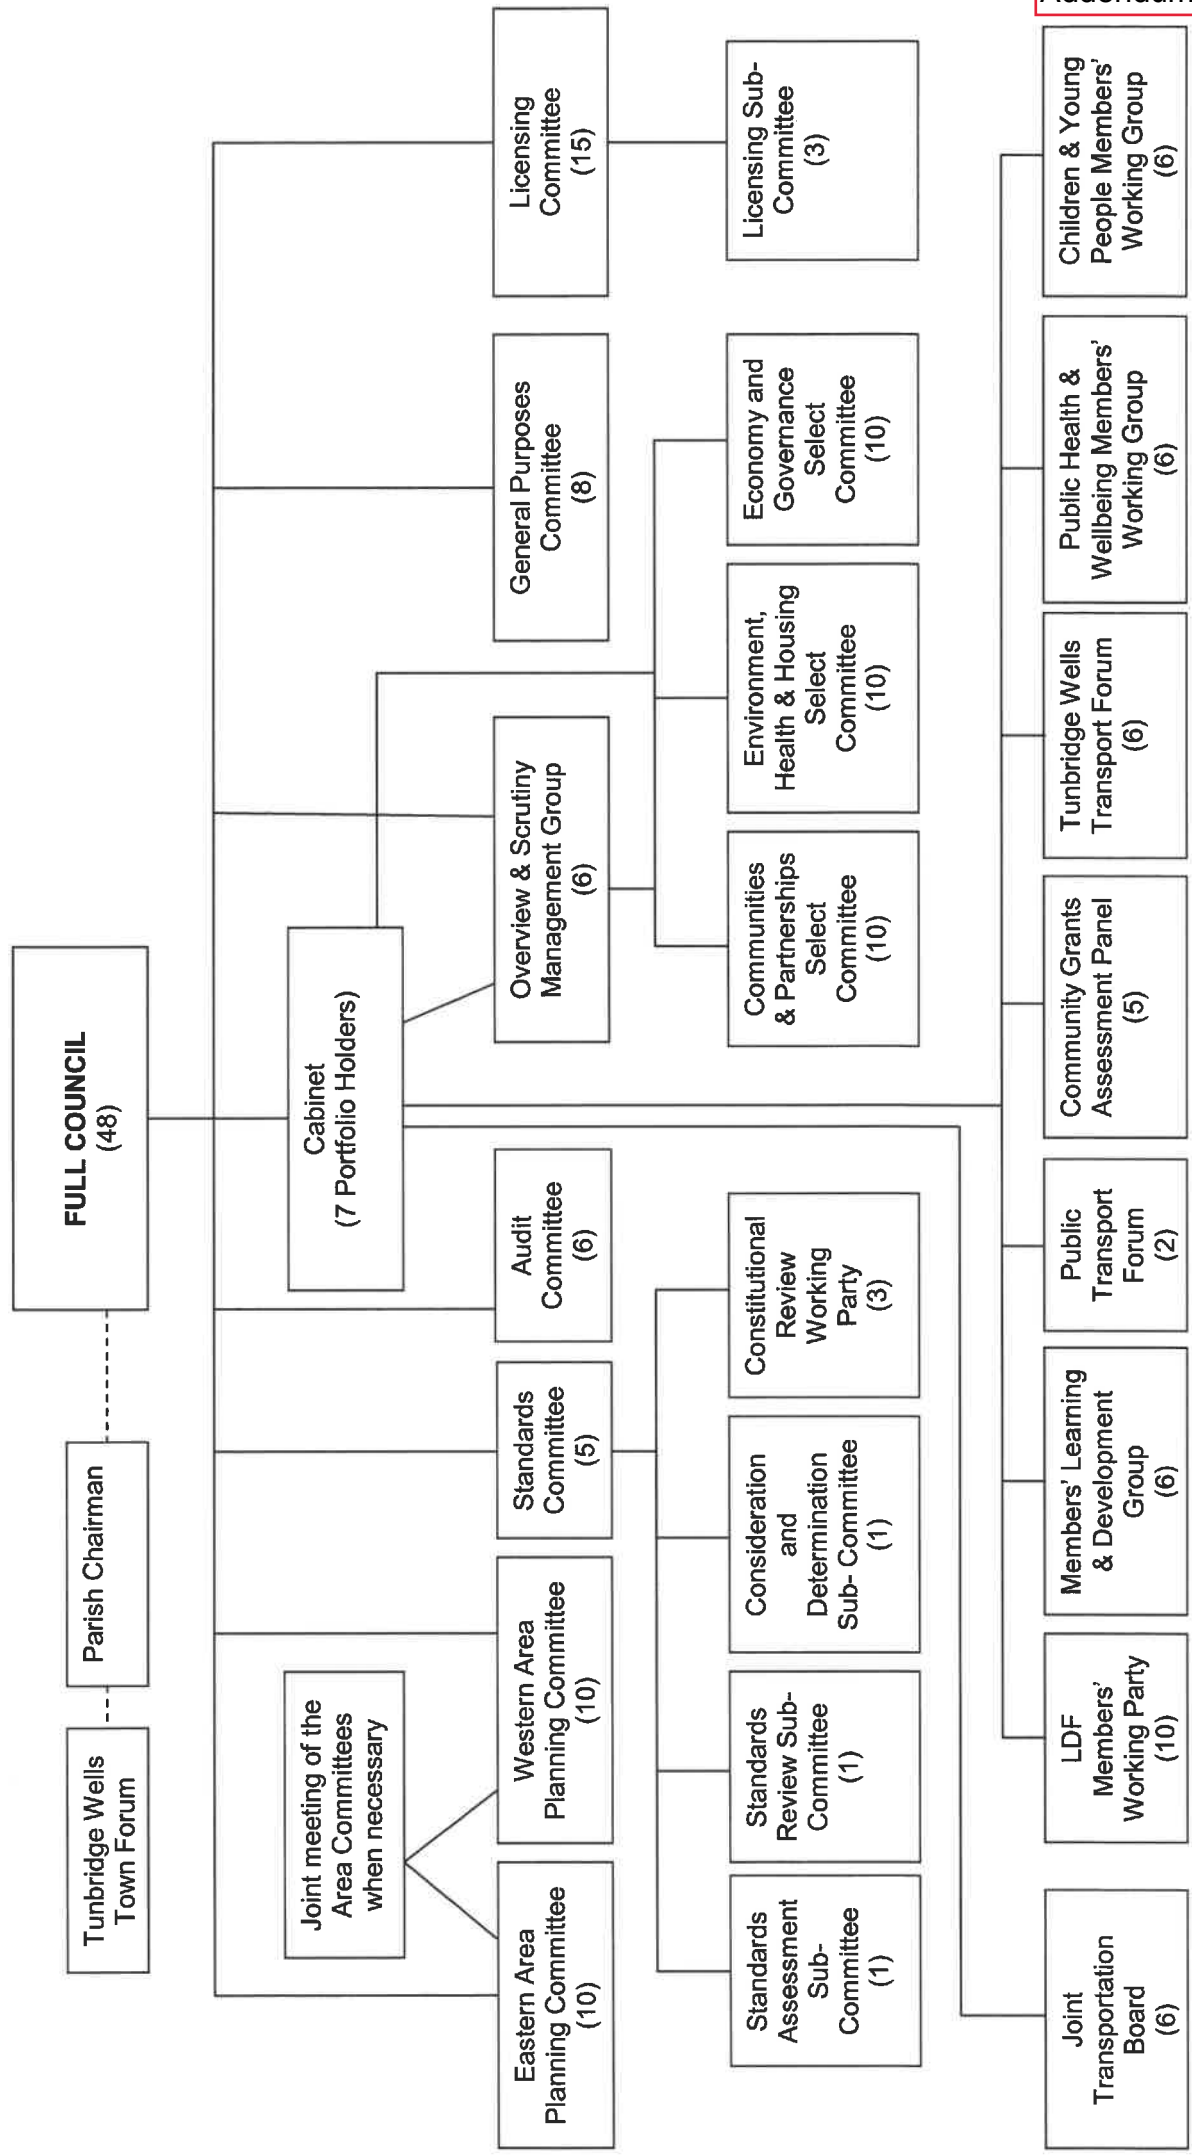 Addendum
FULL COUNCIL
(48)
Tunbridge Wells
Town Forum
Parish Chairman
Cabinet
(7 Portfolio Holders)
Joint meeting of the
Area Committees
when necessary
Eastern Area
Planning Committee
(10)
Western Area
Planning Committee
(10)
Standards
Committee
(5)
Audit
Committee
(6)
Overview & Scrutiny
Management Group
(6)
General Purposes
Committee
(8)
Licensing
Committee
(15)
Standards
Assessment
Sub-
Committee
(1)
Standards
Review Sub-
Committee
(1)
Consideration
and
Determination
Sub- Committee
(1)
Constitutional
Review
Working
Party
(3)
Communities
& Partnerships
Select
Committee
(10)
Environment,
Health & Housing
Select
Committee
(10)
Economy and
Governance
Select
Committee
(10)
Licensing Sub-
Committee
(3)
Joint
Transportation
Board
(6)
LDF
Members'
Working Party
(10)
Members' Learning
& Development
Group
(6)
Public
Transport
Forum
(2)
Community Grants
Assessment Panel
(5)
Tunbridge Wells
Transport Forum
(6)
Public Health &
Wellbeing Members'
Working Group
(6)
Children & Young
People Members'
Working Group
(6)